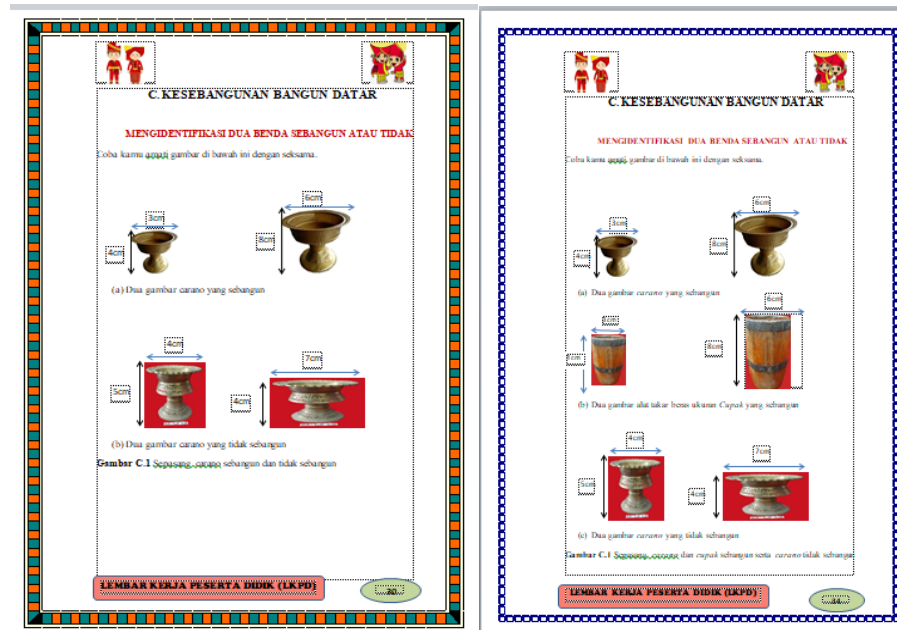 C. KESEBANGUNAN BANGUN DATAR
MENGIDENTIFIKASI DUA BENDA SEBANGUN ATAU TIDAK
Coba kamu amati gambar di bawah ini dengan seksama.
3cm
6cm
4cm
8cm
(a) Dua gambar carano yang sebangun
4cm
7cm
5cm
4cm
(b) Dua gambar carano yang tidak sebangun
Gambar C.1 Sepasang carano sebangun dan tidak sebangun
LEMBAR KERJA PESERTA DIDIK (LKPD)
C. KESEBANGUNAN BANGUN DATAR
MENGIDENTIFIKASI DUA BENDA SEBANGUN ATAU TIDAK
Coba kamu amati gambar di bawah ini dengan seksama.
3cm
6cm
4cm
8cm
(a) Dua gambar carano yang sebangun
6cm
8cm
(b) Dua gambar alat takar beras ukuran Cupak yang sebangun
4cm
7cm
5cm
4cm
(c) Dua gambar carano yang tidak sebangun
Gambar C.1 Sepasang carano dan cupak sebangun serta carano tidak sebangun
LEMBAR KERJA PESERTA DIDIK (LKPD)